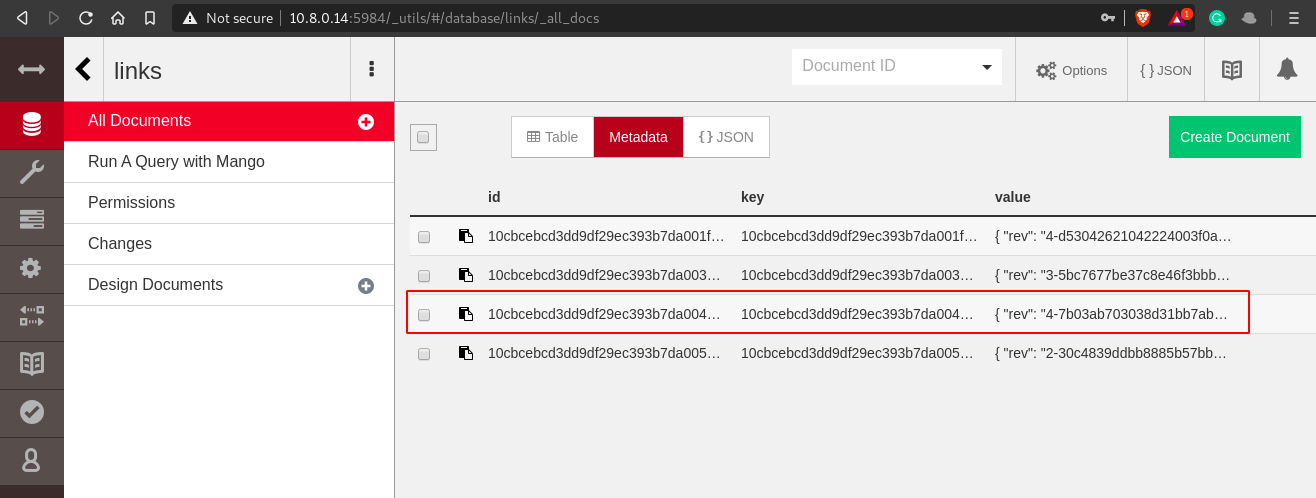 Not secure 10.8.0.14:5984/_utils/#/database/links/_all_docs 1
links
Document ID
Options
{ } JSON
All Documents
Run A Query with Mango
Permissions
Changes
Design Documents
Table Metadata { } JSON
Create Document
id key value
10cbcebcd3dd9df29ec393b7da001f… 10cbcebcd3dd9df29ec393b7da001f… { "rev": "4-d53042621042224003f0a…
10cbcebcd3dd9df29ec393b7da003… 10cbcebcd3dd9df29ec393b7da003… { "rev": "3-5bc7677be37c8e46f3bbb…
10cbcebcd3dd9df29ec393b7da004… 10cbcebcd3dd9df29ec393b7da004… { "rev": "4-7b03ab703038d31bb7ab…
10cbcebcd3dd9df29ec393b7da005… 10cbcebcd3dd9df29ec393b7da005… { "rev": "2-30c4839ddbb8885b57bb…